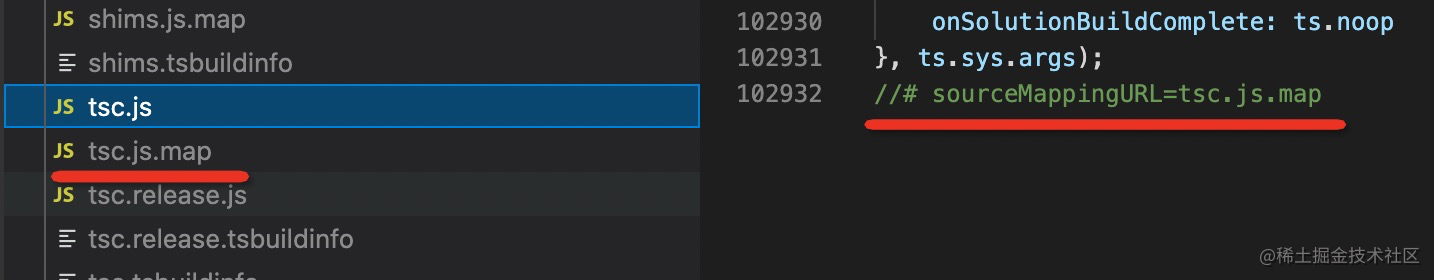 JS shims.js.map
shims.tsbuildinfo
JS tsc.js
JS tsc.js.map
JS tsc.release.js
tsc.release.tsbuildinfo
tsc.tsbuildinfo
102930 onSolutionBuildComplete: ts.noop
102931 }, ts.sys.args);
102932 //# sourceMappingURL=tsc.js.map
@稀土掘金技术社区